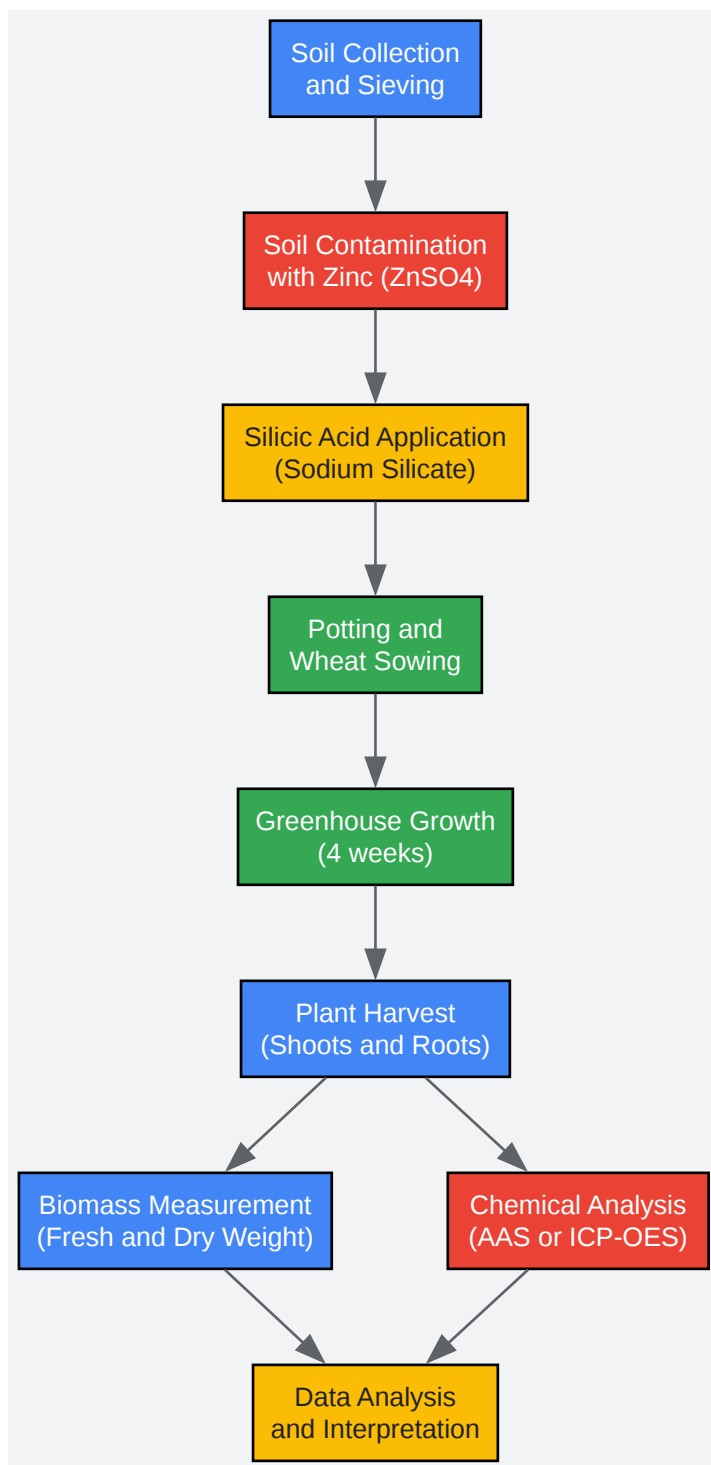 Soil Collection
and Sieving
Soil Contamination
with Zinc (ZnSO4)
Silicic Acid Application
(Sodium Silicate)
Potting and
Wheat Sowing
Greenhouse Growth
(4 weeks)
Plant Harvest
(Shoots and Roots)
Biomass Measurement
(Fresh and Dry Weight)
Chemical Analysis
(AAS or ICP-OES)
Data Analysis
and Interpretation